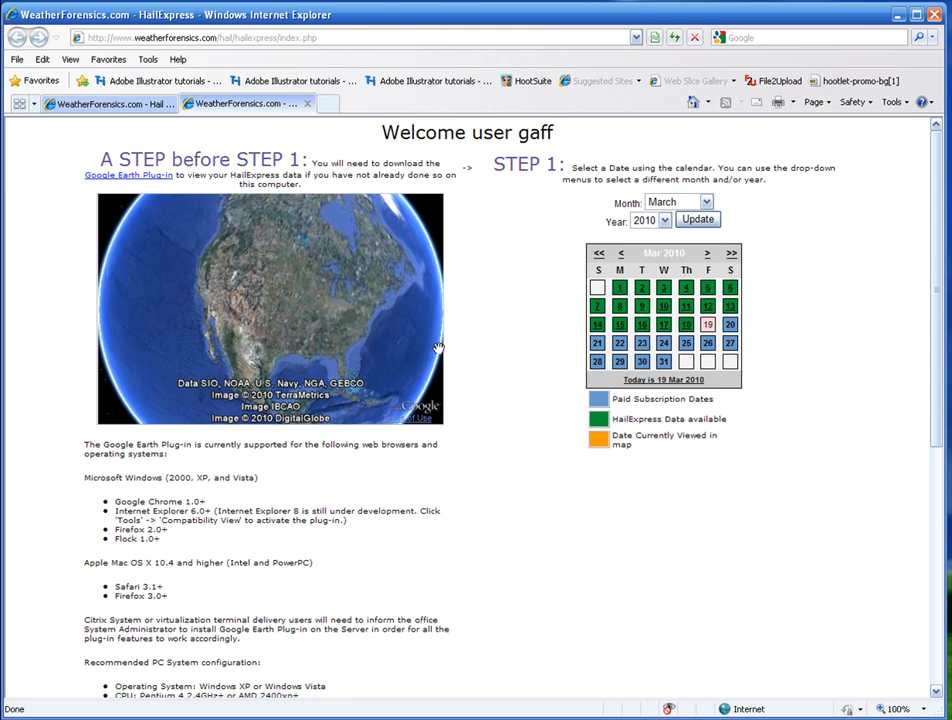 WeatherForensics.com - HailExpress - Windows Internet Explorer
http://www.weatherforensics.com/hail/hailexpress/index.php
Google
File Edit View Favorites Tools Help
Favorites Adobe Illustrator tutorials - ... Adobe Illustrator tutorials - ... Adobe Illustrator tutorials - ... HootSuite Suggested Sites Web Slice Gallery File2Upload hootlet-promo-bg[1]
WeatherForensics.com - Hail ... WeatherForensics.com - ... Page Safety Tools
Welcome user gaff
A STEP before STEP 1: You will need to download the
Google Earth Plug-in to view your HailExpress data if you have not already done so on
this computer.
->
STEP 1: Select a Date using the calendar. You can use the drop-down
menus to select a different month and/or year.
Month: March
Year: 2010 Update
<< < Mar 2010 > >>
S M T W Th F S
1 2 3 4 5 6
7 8 9 10 11 12 13
14 15 16 17 18 19 20
21 22 23 24 25 26 27
28 29 30 31
Today is 19 Mar 2010
Paid Subscription Dates
HailExpress Data available
Date Currently Viewed in
map
Data SIO, NOAA, U.S. Navy, NGA, GEBCO
Image © 2010 TerraMetrics
Image IBCAO
Image © 2010 DigitalGlobe
Google
of Use
The Google Earth Plug-in is currently supported for the following web browsers and
operating systems:
Microsoft Windows (2000, XP, and Vista)
• Google Chrome 1.0+
• Internet Explorer 6.0+ (Internet Explorer 8 is still under development. Click
'Tools' -> 'Compatibility View' to activate the plug-in.)
• Firefox 2.0+
• Flock 1.0+
Apple Mac OS X 10.4 and higher (Intel and PowerPC)
• Safari 3.1+
• Firefox 3.0+
Citrix System or virtualization terminal delivery users will need to inform the office
System Administrator to install Google Earth Plug-in on the Server in order for all the
plug-in features to work accordingly.
Recommended PC System configuration:
• Operating System: Windows XP or Windows Vista
• CPU: Pentium 4 2.4GHz+ or AMD 2400xp+
Done
Internet
100%